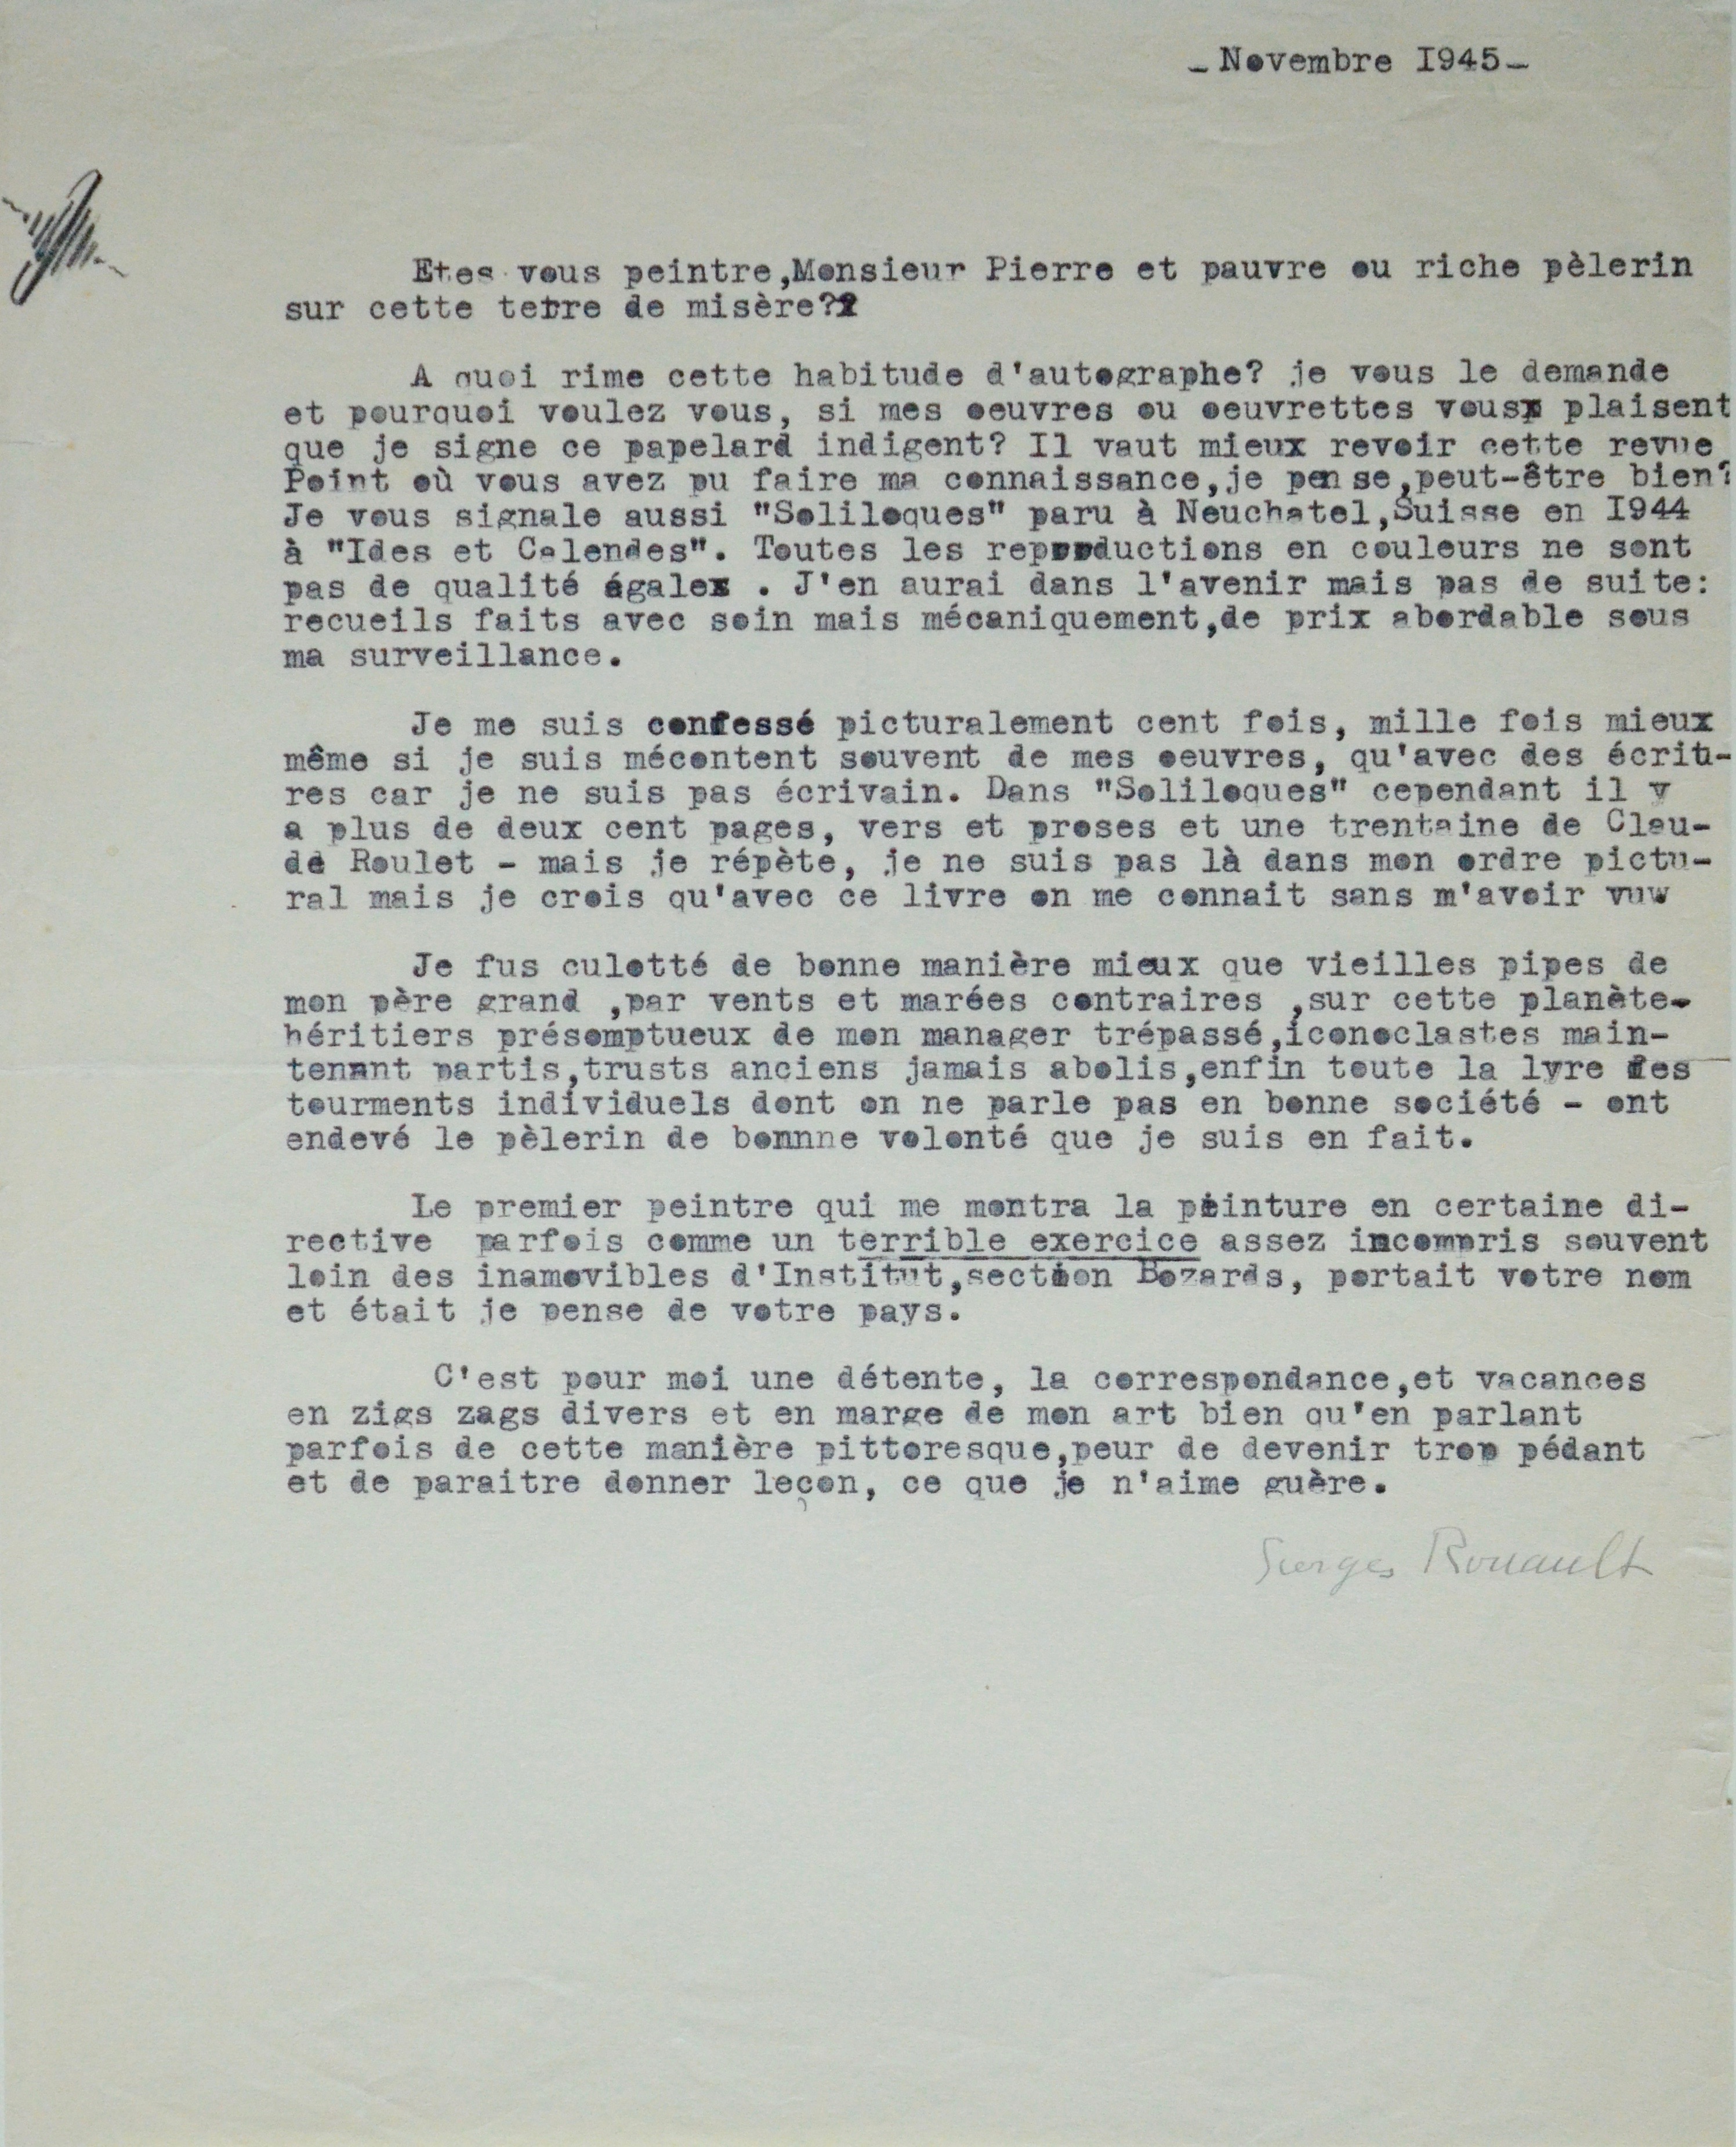 _ Novembre I945_
Etes vous peintre,Monsieur Pierre et pauvre ou riche pèlerin
sur cette terre de misère??
A quoi rime cette habitude d'autographe? je vous le demande
et pourquoi voulez vous, si mes oeuvres ou oeuvrettes vous plaisent
que je signe ce papelard indigent? Il vaut mieux revoir cette revue
Point où vous avez pu faire ma connaissance,je pense,peut-être bien?
Je vous signale aussi "Soliloques" paru à Neuchatel,Suisse en I944
à "Ides et Calendes". Toutes les reproductions en couleurs ne sont
pas de qualité égale . J'en aurai dans l'avenir mais pas de suite:
recueils faits avec soin mais mécaniquement,de prix abordable sous
ma surveillance.
Je me suis confessé picturalement cent fois, mille fois mieux
même si je suis mécontent souvent de mes oeuvres, qu'avec des écritu-
res car je ne suis pas écrivain. Dans "Soliloques" cependant il y
a plus de deux cent pages, vers et proses et une trentaine de Clau-
de Roulet - mais je répète, je ne suis pas là dans mon ordre pictu-
ral mais je crois qu'avec ce livre on me connait sans m'avoir vu.
Je fus culotté de bonne manière mieux que vieilles pipes de
mon père grand ,par vents et marées contraires ,sur cette planète-
héritiers présomptueux de mon manager trépassé,iconoclastes main-
tenant partis,trusts anciens jamais abolis,enfin toute la lyre des
tourments individuels dont on ne parle pas en bonne société - ont
endevé le pèlerin de bonnne volonté que je suis en fait.
Le premier peintre qui me montra la peinture en certaine di-
rective parfois comme un terrible exercice assez incompris souvent
loin des inamovibles d'Institut,section Bozards, portait votre nom
et était je pense de votre pays.
C'est pour moi une détente, la correspondance,et vacances
en zigs zags divers et en marge de mon art bien qu'en parlant
parfois de cette manière pittoresque,peur de devenir trop pédant
et de paraitre donner leçon, ce que je n'aime guère.
Georges Rouault